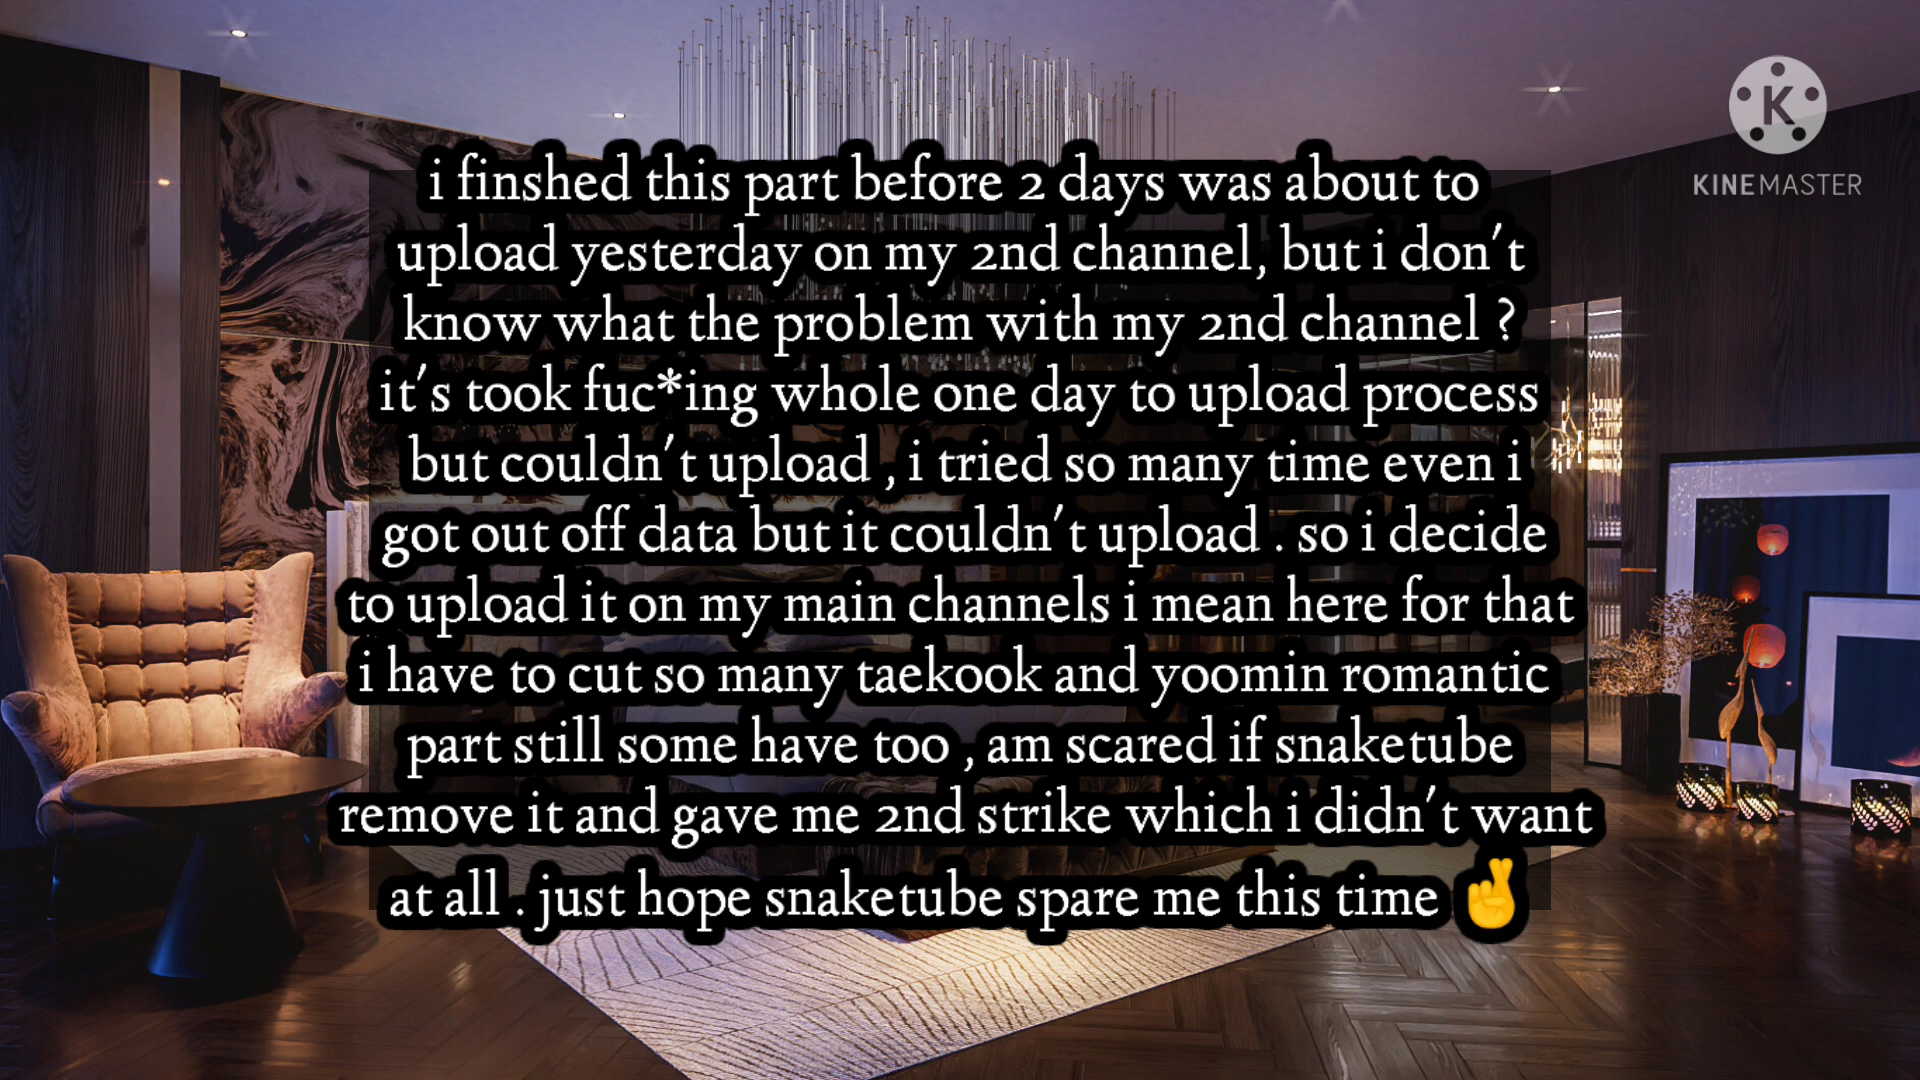 i finshed this part before 2 days was about to
upload yesterday on my 2nd channel, but i don't
know what the problem with my 2nd channel ?
it's took fuc*ing whole one day to upload process
but couldn't upload , i tried so many time even i
got out off data but it couldn't upload . so i decide
to upload it on my main channels i mean here for that
i have to cut so many taekook and yoomin romantic
part still some have too , am scared if snaketube
remove it and gave me 2nd strike which i didn't want
at all . just hope snaketube spare me this time 🤞
K
KINEMASTER